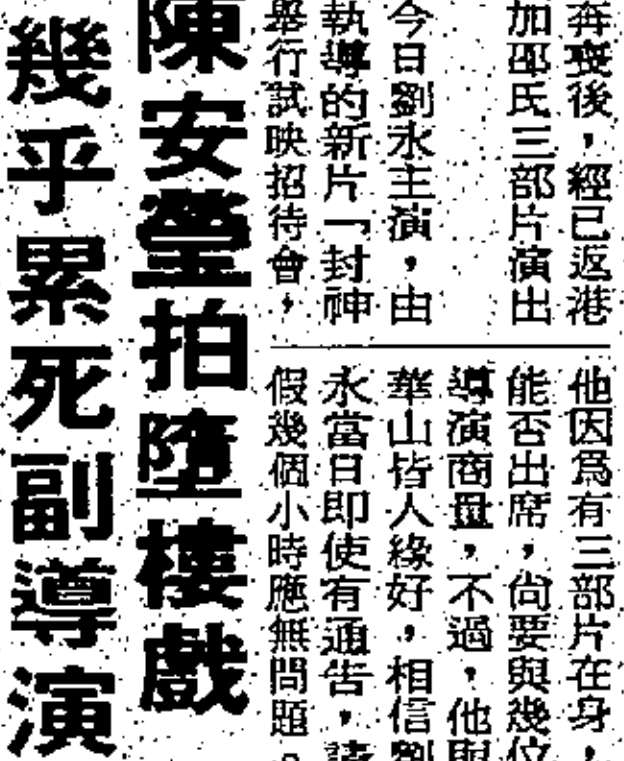 奔喪後，經已返港
加邵氏三部片演出
今日劉永主演，由
執導的新片「封神
舉行試映招待會，
他因爲有三部片在身，
能否出席，尚要與幾位
導演商量，不過，他與
華山皆人緣好，相信劉
永當日即使有通告，請
假幾個小時應無問題。
陳安瑩拍墮樓戲
幾乎累死副導演